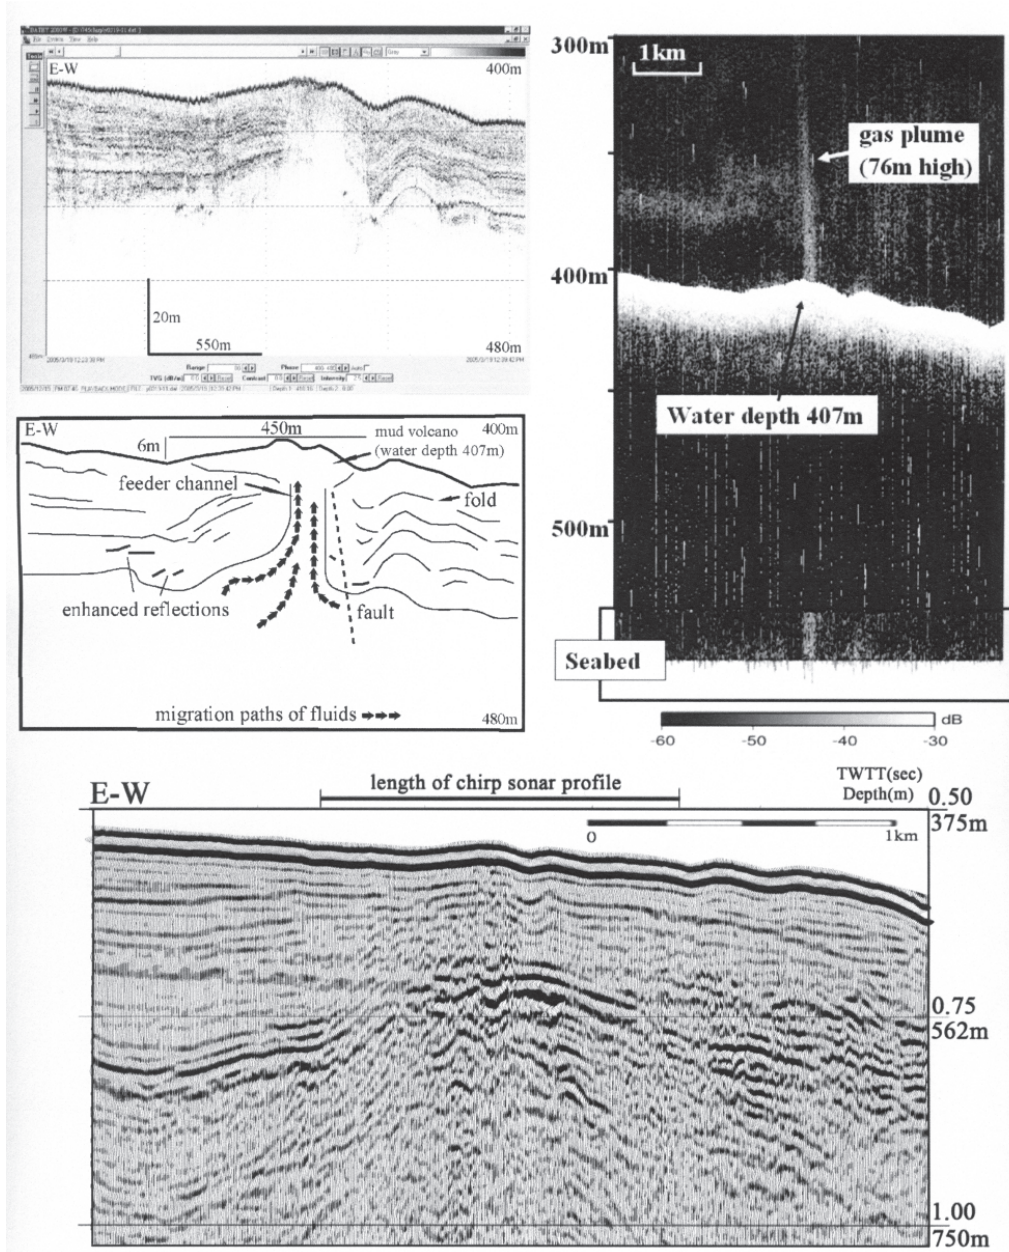 E-W
400m
20m
550m
480m
300m
1km
gas plume
(76m high)
400m
Water depth 407m
500m
Seabed
dB
-60 -50 -40 -30
E-W
450m
400m
6m
mud volcano
(water depth 407m)
feeder channel
fold
enhanced reflections
fault
migration paths of fluids
480m
E-W
length of chirp sonar profile
TWTT(sec)
Depth(m)
0.50
375m
0
1km
0.75
562m
1.00
750m